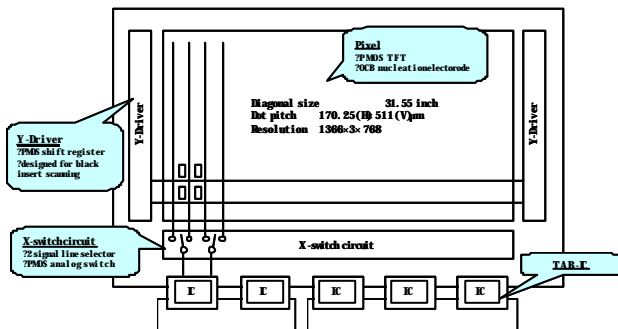 Pixel
?PMOS TFT
?OCB nucleationelectorode
Diagonal size 31.55 inch
Dot pitch 170.25(H) 511(V)μm
Resolution 1366×3×768
Y-Driver
Y-Driver
Y-Driver
?PMOS shift register
?designed for black
insert scanning
X-switchcircuit
?2 signal line selector
?PMOS analog switch
X-switch circuit
TAB-IC
IC IC IC IC IC